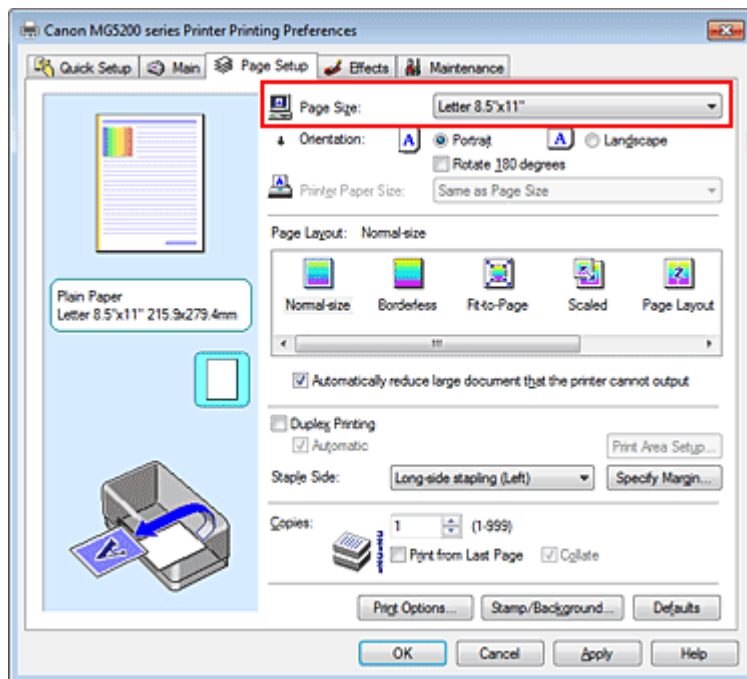 Canon MG5200 series Printer Printing Preferences
Quick Setup Main Page Setup Effects Maintenance
Page Size: Letter 8.5"x11"
Orientation: A Portrait A Landscape
Rotate 180 degrees
Printer Paper Size: Same as Page Size
Page Layout: Normal-size
Normal-size Borderless Fit-to-Page Scaled Page Layout
Plain Paper
Letter 8.5"x11" 215.9x279.4mm
Automatically reduce large document that the printer cannot output
Duplex Printing
Automatic Print Area Setup...
Staple Side: Long-side stapling (Left) Specify Margin...
Copies: 1 (1-999)
Print from Last Page Collate
Print Options... Stamp/Background... Defaults
OK Cancel Apply Help